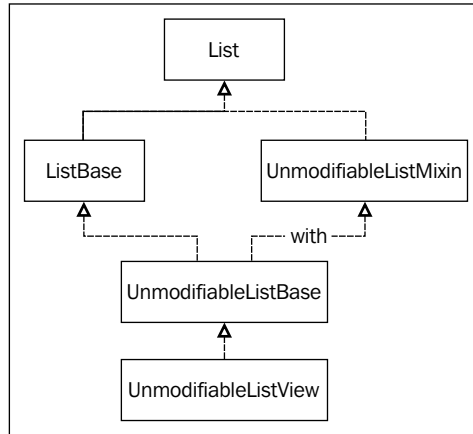 List
ListBase
UnmodifiableListMixin
with
UnmodifiableListBase
UnmodifiableListView